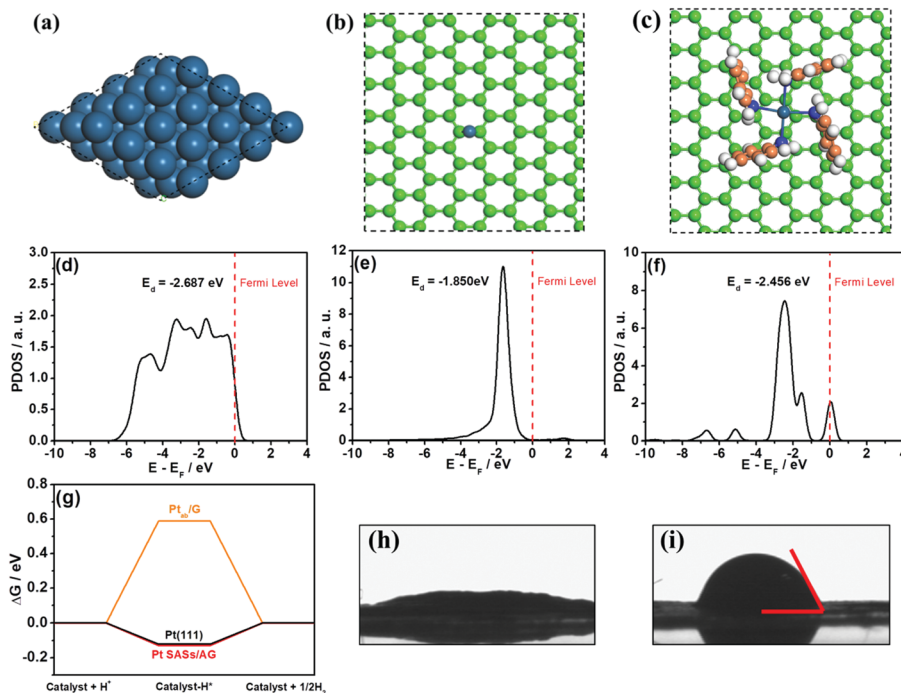 (a)
(b)
(c)
(d)
E_d = -2.687 eV
Fermi Level
PDOS / a. u.
3.0
2.5
2.0
1.5
1.0
0.5
0.0
-8 -6 -4 -2 0 2 4
E - E_F / eV
(e)
E_d = -1.850eV
Fermi Level
PDOS / a. u.
12
10
8
6
4
2
0
-8 -6 -4 -2 0 2 4
E - E_F / eV
(f)
E_d = -2.456 eV
Fermi Level
PDOS / a. u.
10
8
6
4
2
0
-10 -8 -6 -4 -2 0 2 4
E - E_F / eV
(g)
Pt_ab/G
Pt(111)
Pt SASs/AG
ΔG / eV
0.8
0.6
0.4
0.2
0.0
-0.2
Catalyst + H* Catalyst-H* Catalyst + 1/2H₂
(h)
(i)